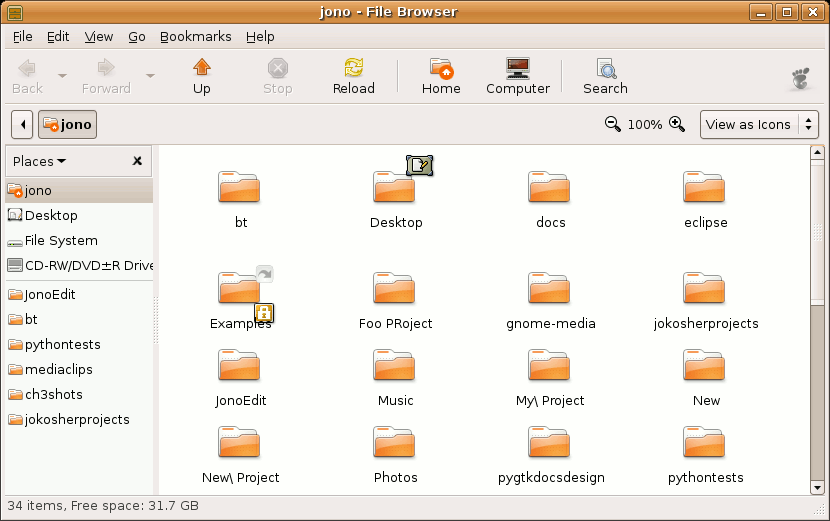 jono - File Browser
File Edit View Go Bookmarks Help
Back Forward Up Stop Reload Home Computer Search
jono 100% View as Icons
Places
jono
Desktop
File System
CD-RW/DVD±R Drive
JonoEdit
bt
pythontests
mediaclips
ch3shots
jokosherprojects
bt Desktop docs eclipse
Examples Foo PRoject gnome-media jokosherprojects
JonoEdit Music My\ Project New
New\ Project Photos pygtkdocsdesign pythontests
34 items, Free space: 31.7 GB